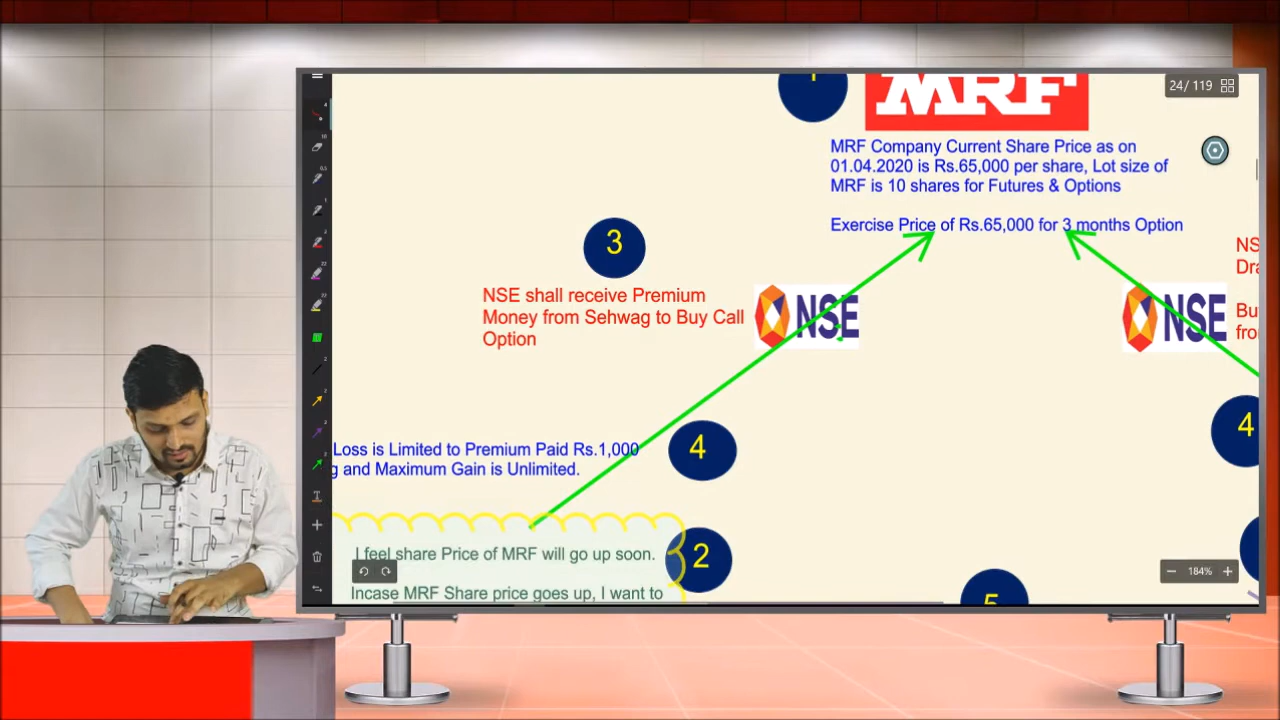 24/ 119
MRF
MRF Company Current Share Price as on
01.04.2020 is Rs.65,000 per share, Lot size of
MRF is 10 shares for Futures & Options
Exercise Price of Rs.65,000 for 3 months Option
3
NSE shall receive Premium
Money from Sehwag to Buy Call
Option
NSE
NSE
4
Loss is Limited to Premium Paid Rs.1,000
g and Maximum Gain is Unlimited.
4
2
I feel share Price of MRF will go up soon.
Incase MRF Share price goes up, I want to
5
184%